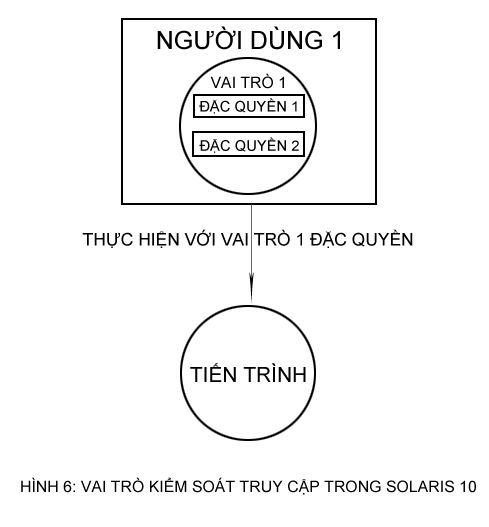 NGƯỜI DÙNG 1
VAI TRÒ 1
ĐẶC QUYỀN 1
ĐẶC QUYỀN 2
THỰC HIỆN VỚI VAI TRÒ 1 ĐẶC QUYỀN
TIẾN TRÌNH
HÌNH 6: VAI TRÒ KIỂM SOÁT TRUY CẬP TRONG SOLARIS 10